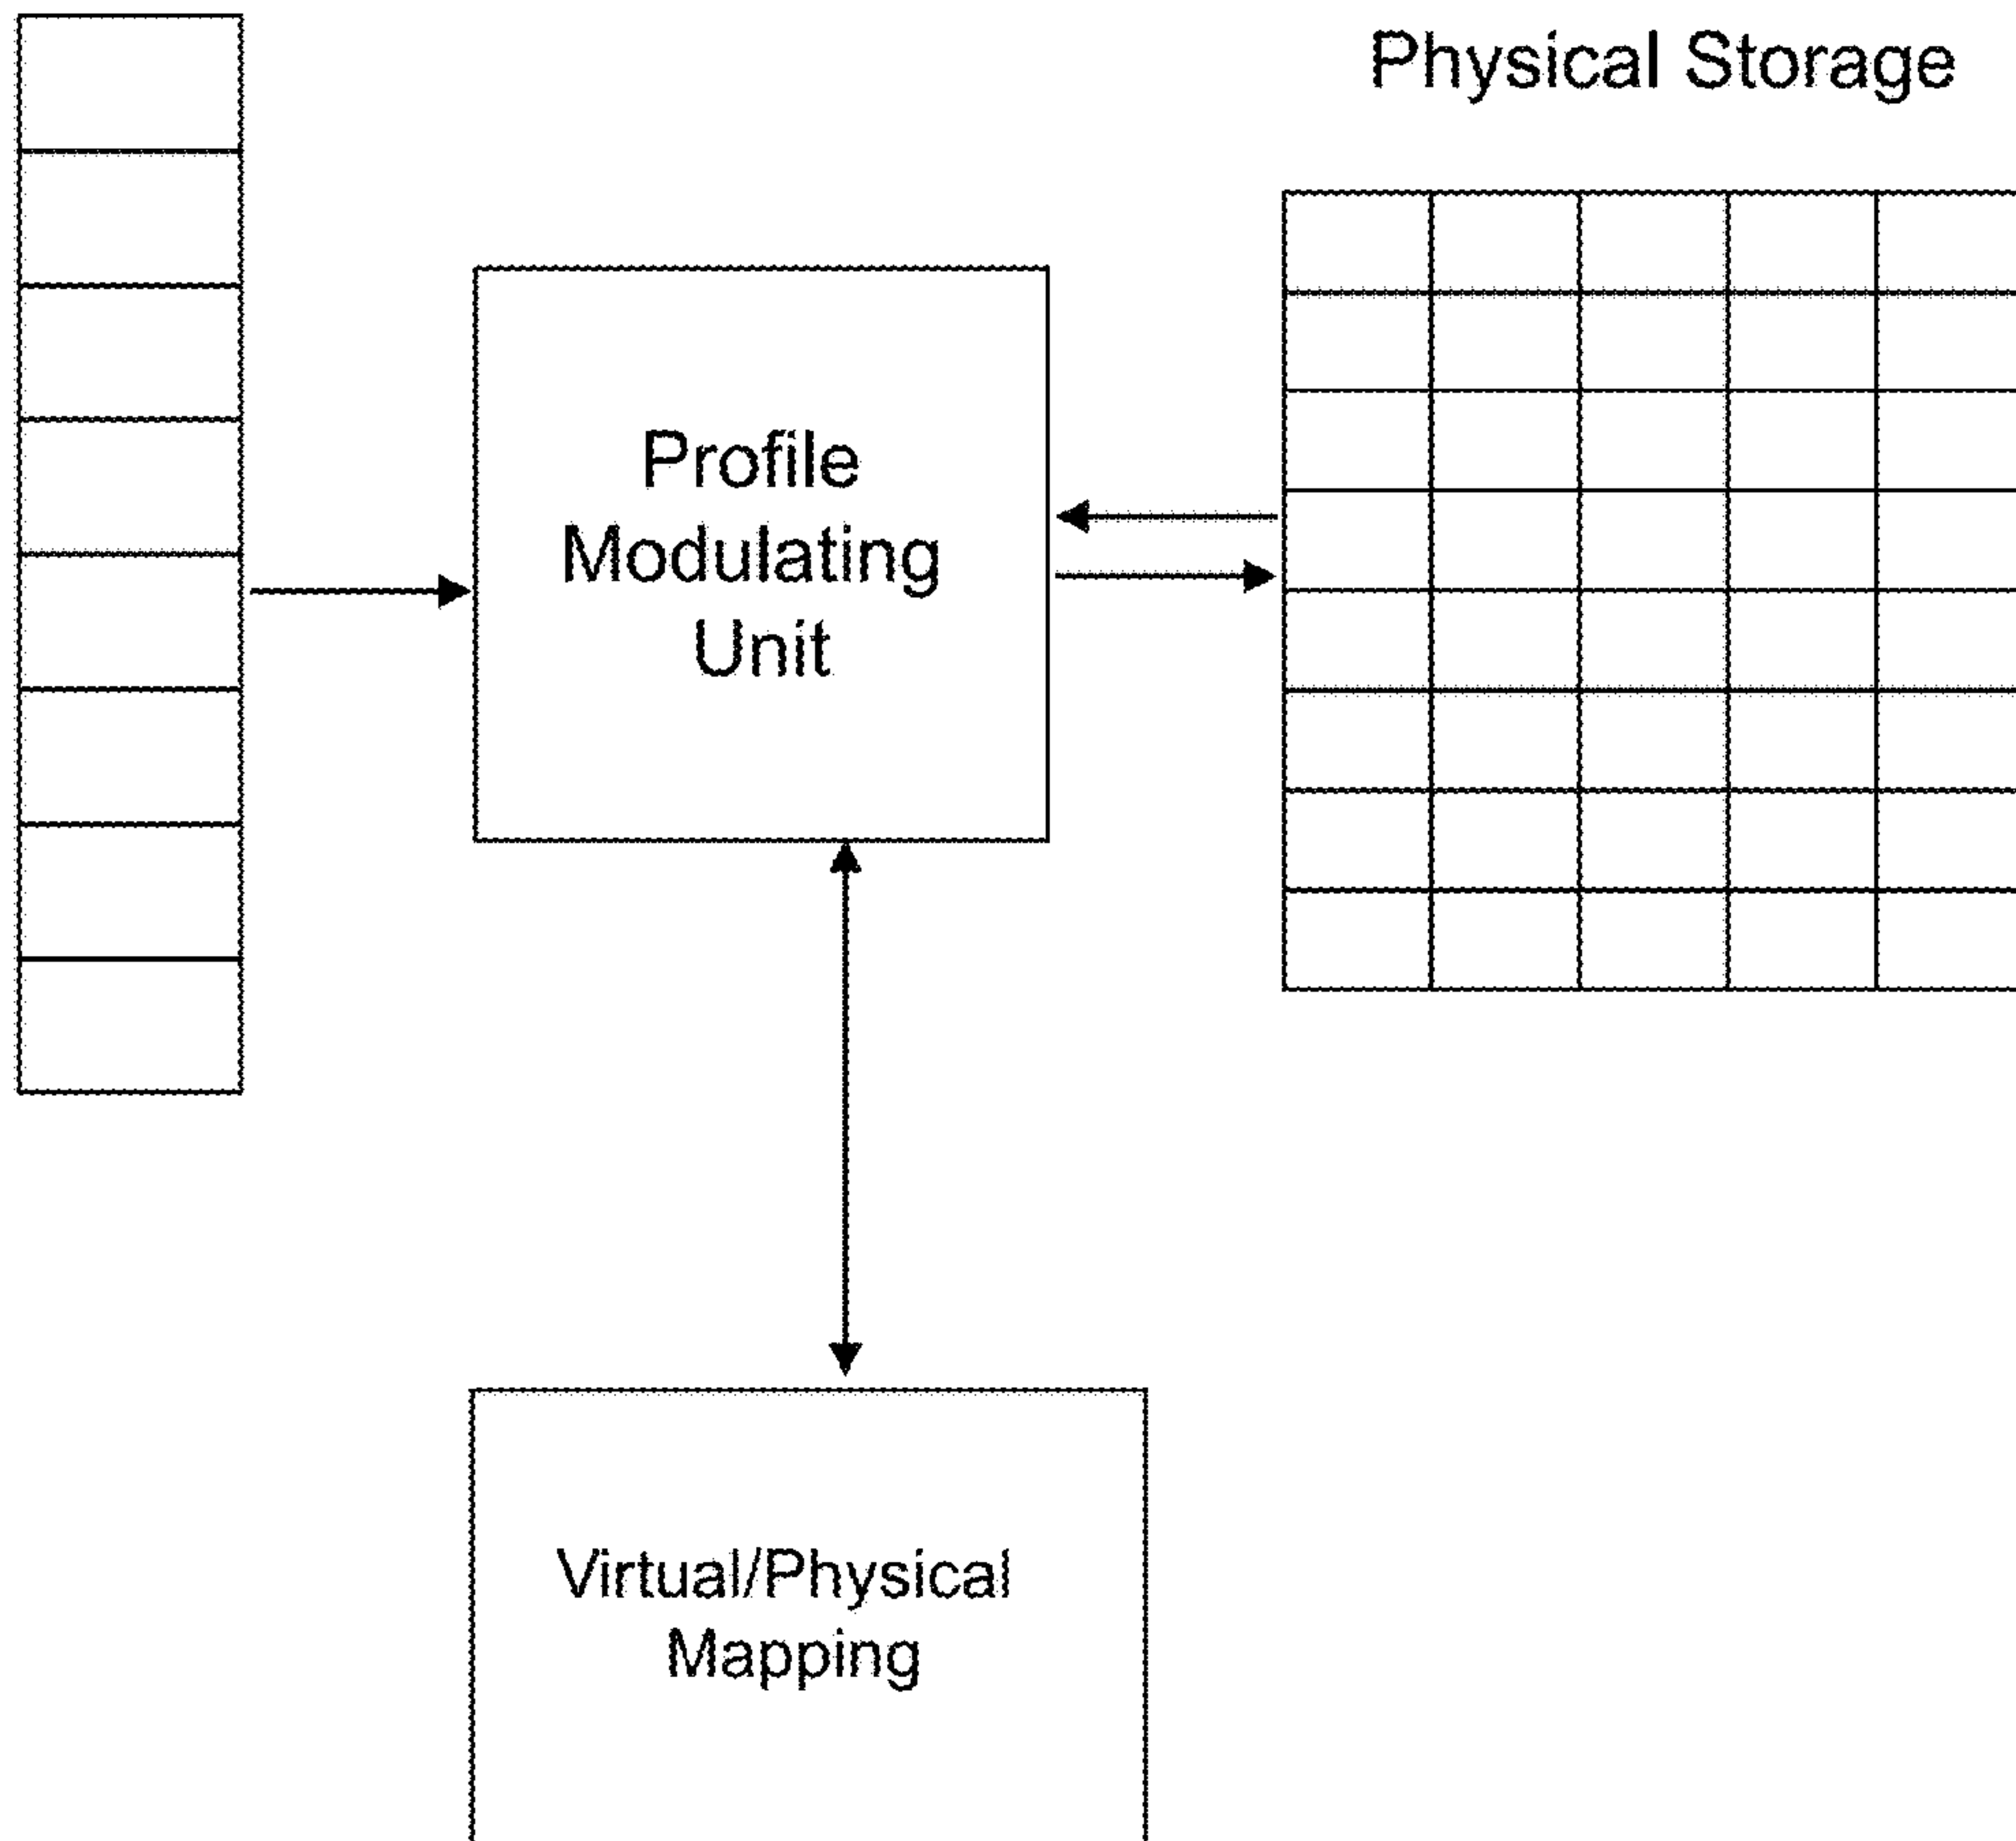 Physical Storage
Profile
Modulating
Unit
Virtual/Physical
Mapping